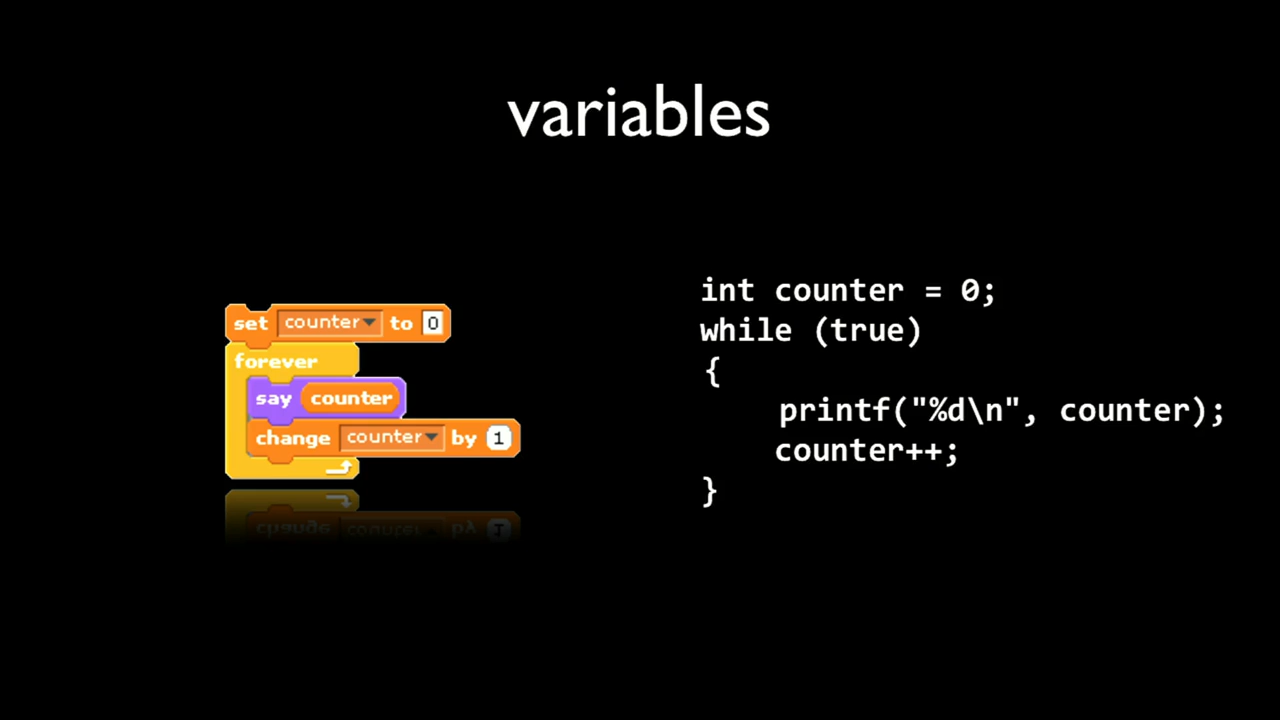 variables
set counter to 0
forever
say counter
change counter by 1
int counter = 0;
while (true)
{
printf("%d\n", counter);
counter++;
}